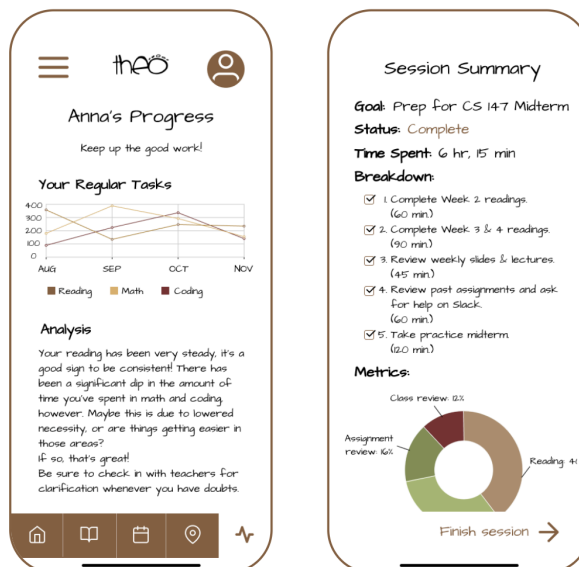 theo
Anna's Progress
Keep up the good work!
Your Regular Tasks
400
300
200
100
0
AUG SEP OCT NOV
Reading Math Coding
Analysis
Your reading has been very steady, it's a
good sign to be consistent! There has
been a significant dip in the amount of
time you've spent in math and coding,
however. Maybe this is due to lowered
necessity, or are things getting easier in
those areas?
If so, that's great!
Be sure to check in with teachers for
clarification whenever you have doubts.
Session Summary
Goal: Prep for CS 147 Midterm
Status: Complete
Time Spent: 6 hr, 15 min
Breakdown:
1. Complete Week 2 readings.
(60 min.)
2. Complete Week 3 & 4 readings.
(90 min.)
3. Review weekly slides & lectures.
(45 min.)
4. Review past assignments and ask
for help on Slack.
(60 min.)
5. Take practice midterm.
(120 min.)
Metrics:
Class review: 12%
Assignment
review: 16%
Reading:
Finish session